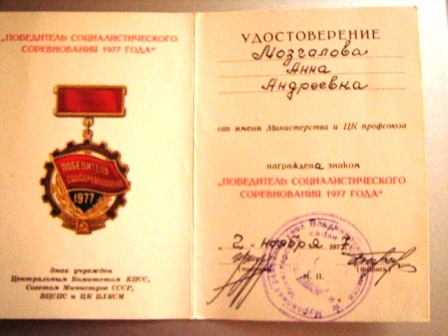 „ПОБЕДИТЕЛЬ СОЦИАЛИСТИЧЕСКОГО
СОРЕВНОВАНИЯ 1977 ГОДА“
ПОБЕДИТЕЛЬ
СОЦСОРЕВНОВАНИЯ
1977
Знак учрежден
Центральным Комитетом КПСС,
Советом Министров СССР,
ВЦСПС и ЦК ВЛКСМ
УДОСТОВЕРЕНИЕ
Мозгалова
Анна
Андреевна
от имени Министерства и ЦК профсоюза
награждена знаком
“ПОБЕДИТЕЛЬ СОЦИАЛИСТИЧЕСКОГО
СОРЕВНОВАНИЯ 1977 ГОДА“
„2“ ноября 1977
(подпись)
М. П.
(подпись)